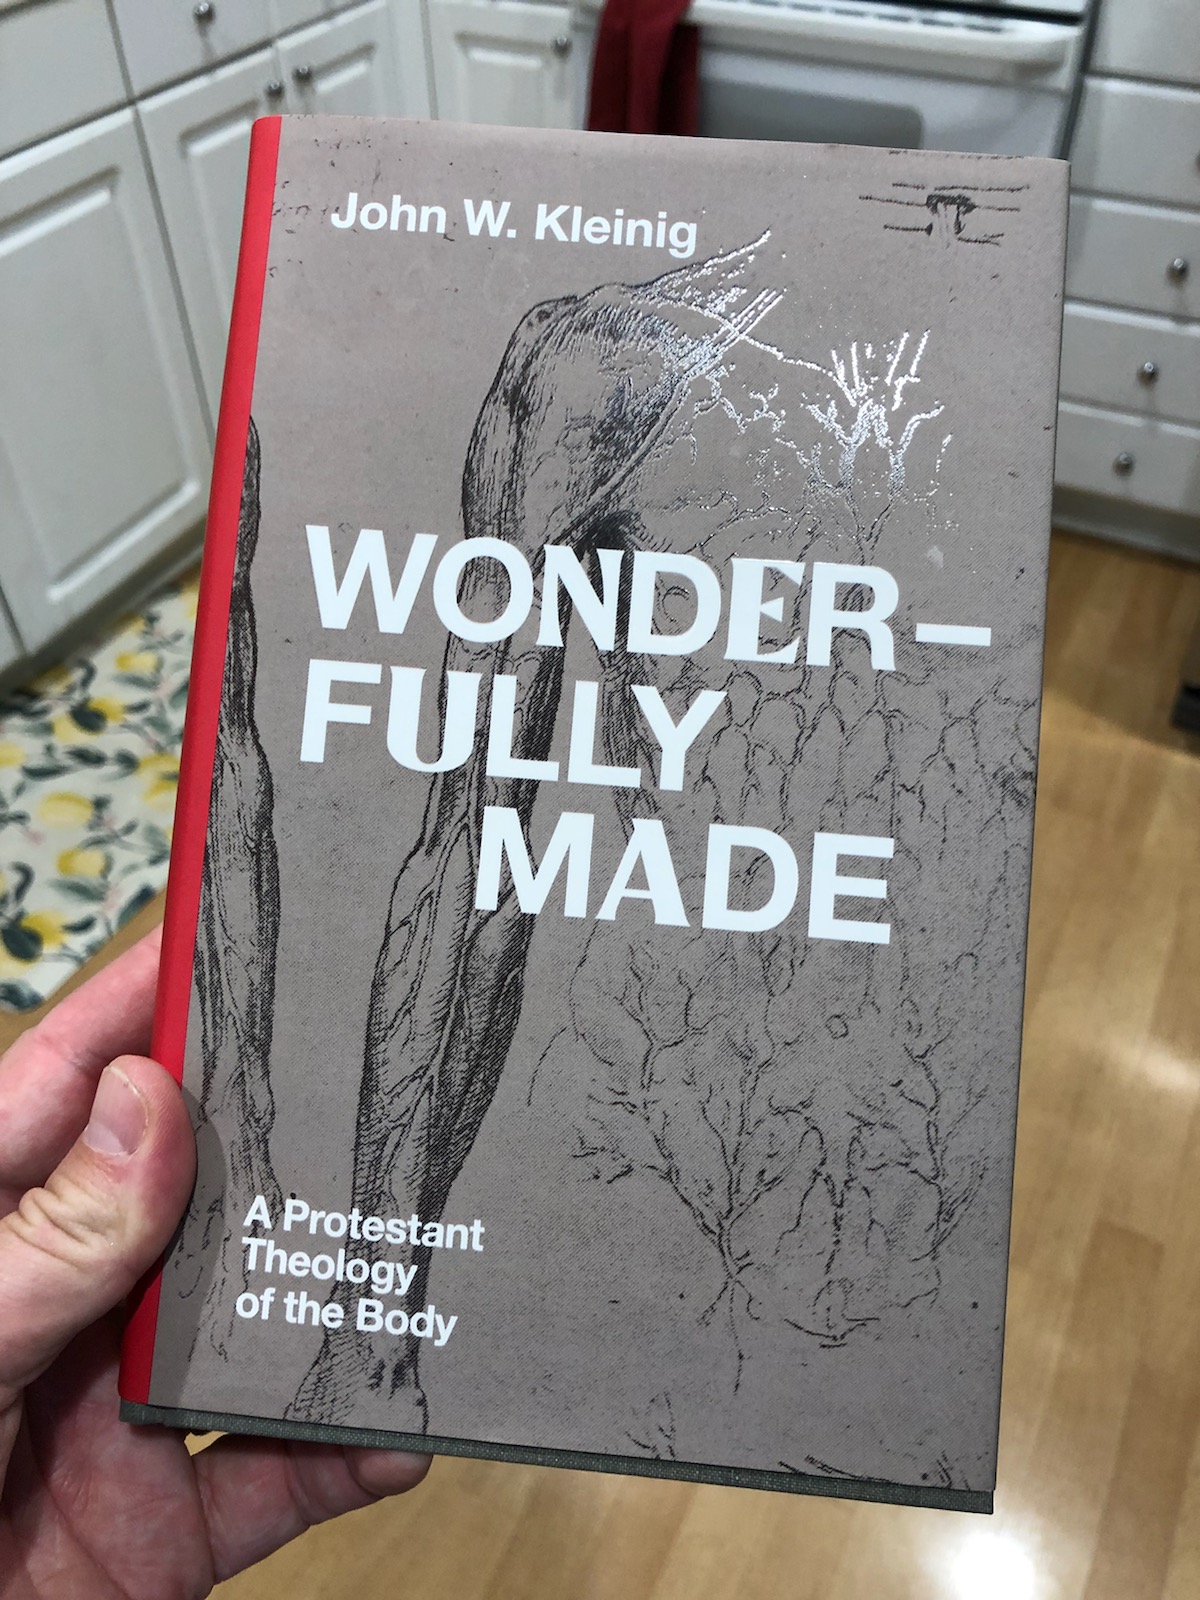 John W. Kleinig
WONDER–
FULLY
MADE
A Protestant
Theology
of the Body